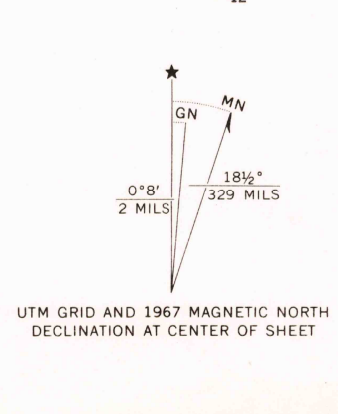 ★
GN MN
0°8'
2 MILS
18½°
329 MILS
UTM GRID AND 1967 MAGNETIC NORTH
DECLINATION AT CENTER OF SHEET